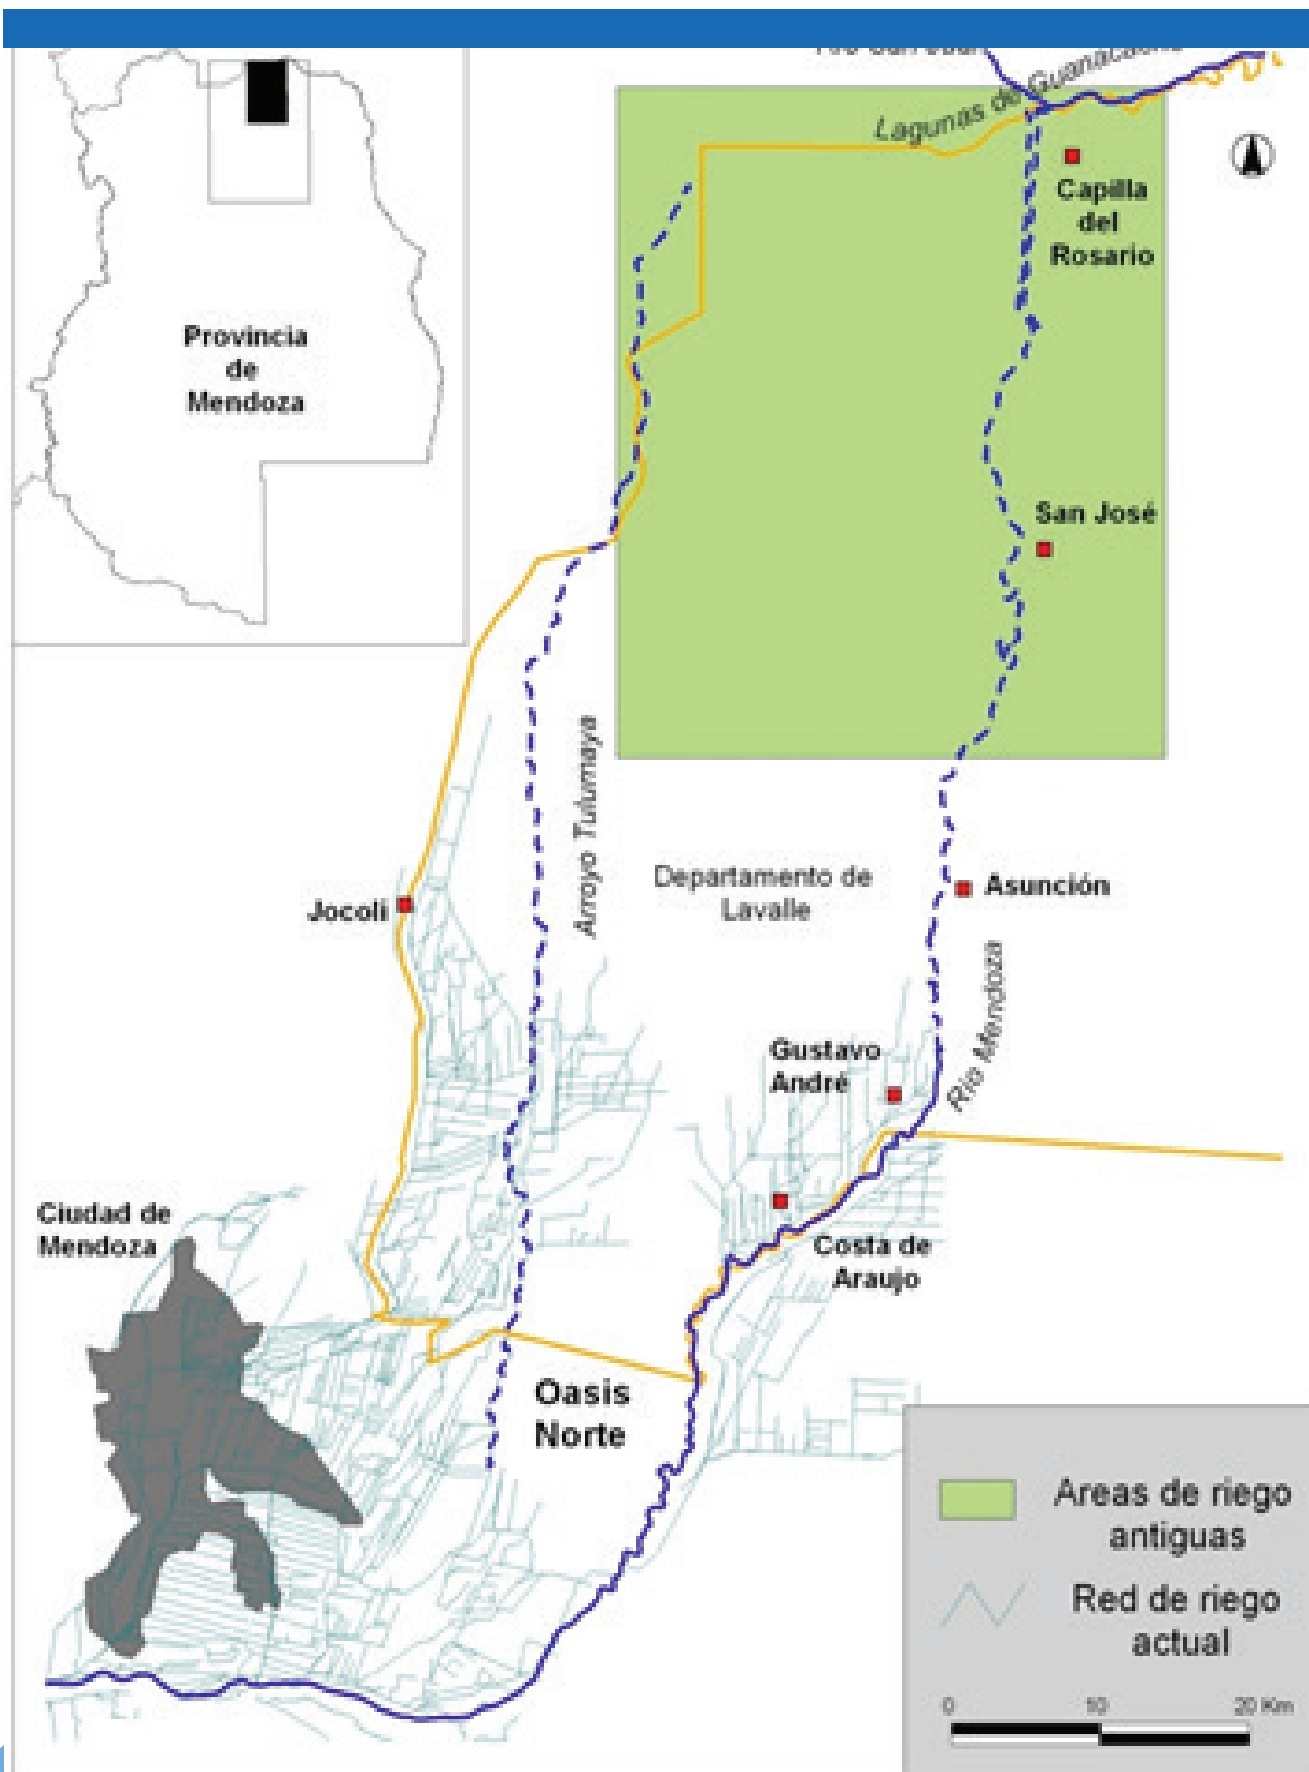 Lagunas de Guanacache
Capilla
del
Rosario
Provincia
de
Mendoza
San José
Arroyo Tulumaya
Departamento de
Lavalle
Asunción
Jocolí
Río Mendoza
Gustavo
André
Ciudad de
Mendoza
Costa de
Araujo
Oasis
Norte
Areas de riego
antiguas
Red de riego
actual
0 10 20 Km